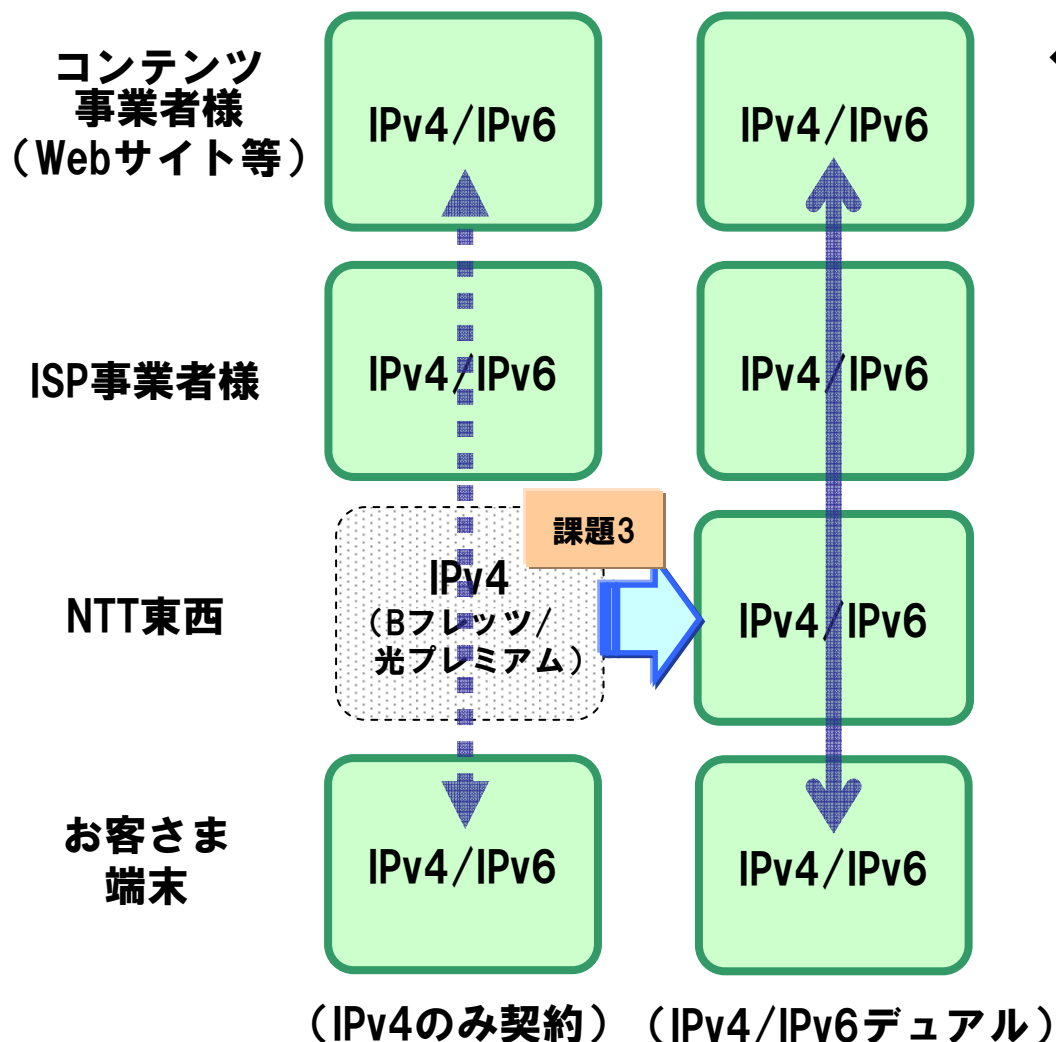 コンテンツ
事業者様
（Webサイト等）
IPv4/IPv6
IPv4/IPv6
ISP事業者様
IPv4/IPv6
IPv4/IPv6
課題3
NTT東西
IPv4
（Bフレッツ/
光プレミアム）
IPv4/IPv6
お客さま
端末
IPv4/IPv6
IPv4/IPv6
（IPv4のみ契約）
（IPv4/IPv6デュアル）